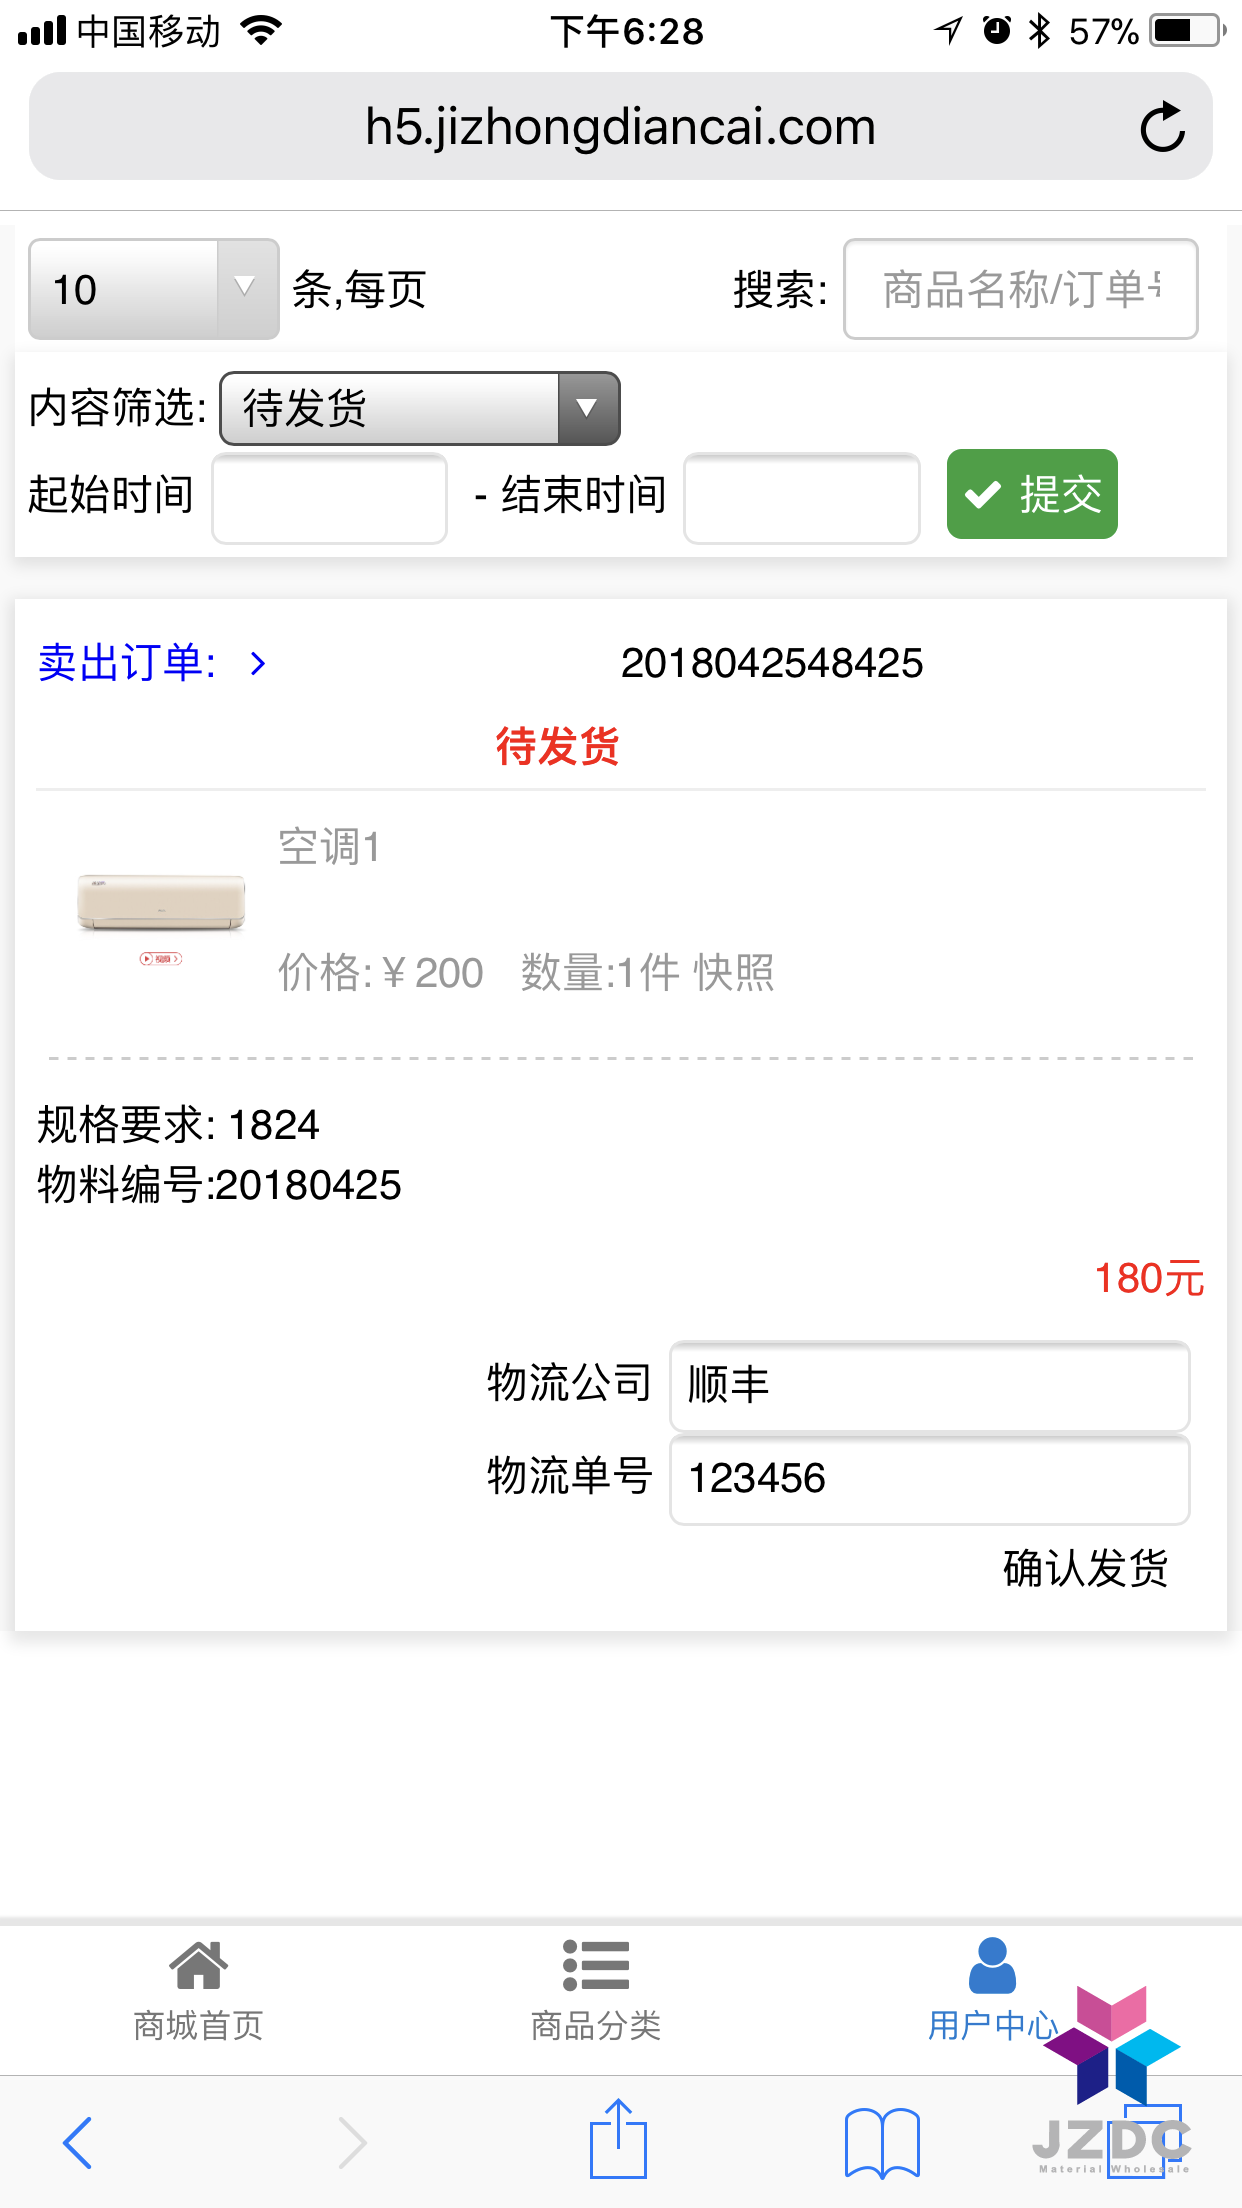 中国移动 下午6:28 57%
h5.jizhongdiancai.com
10 条,每页 搜索: 商品名称/订单
内容筛选: 待发货
起始时间 - 结束时间 提交
卖出订单: 2018042548425
待发货
空调1
视频
价格:￥200 数量:1件 快照
规格要求: 1824
物料编号:20180425
180元
物流公司 顺丰
物流单号 123456
确认发货
商城首页 商品分类 用户中心
JZDC
Material Wholesale